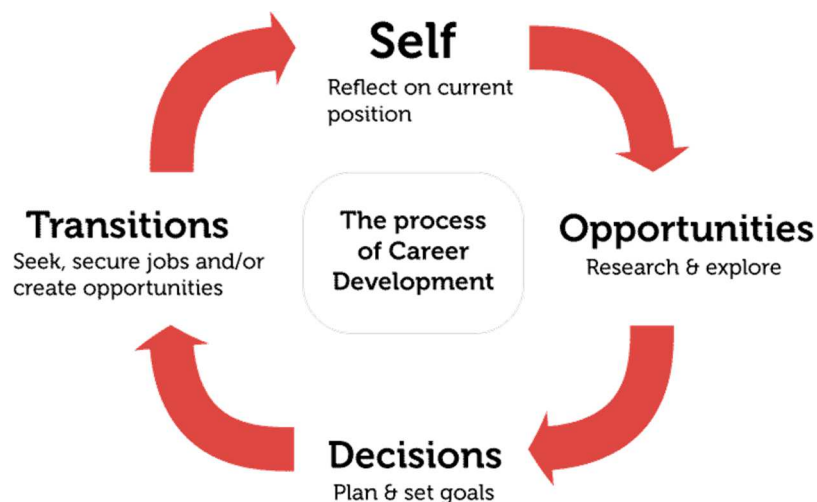 Self
Reflect on current
position
Opportunities
Research & explore
Decisions
Plan & set goals
Transitions
Seek, secure jobs and/or
create opportunities
The process
of Career
Development